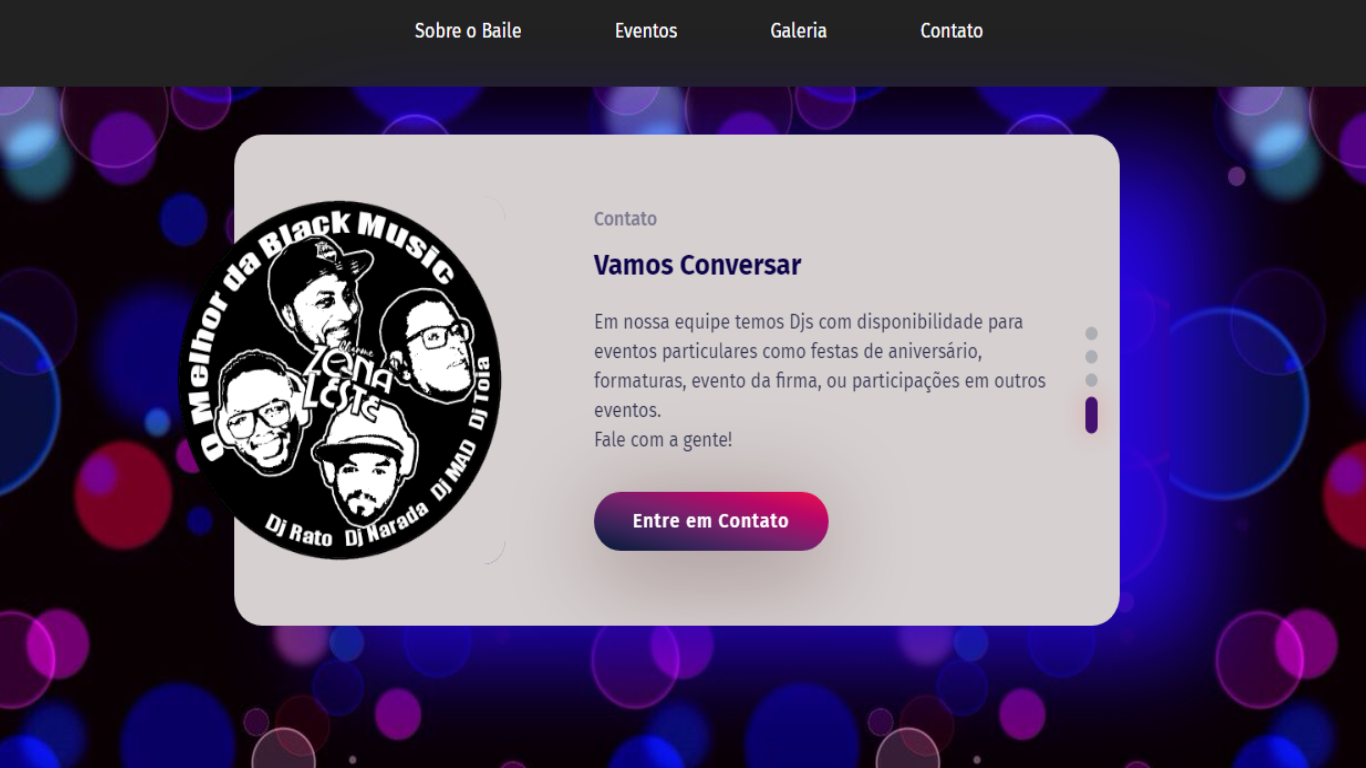 Sobre o Baile Eventos Galeria Contato
O Melhor da Black Music
Charme
ZONA
LESTE
Dj Rato Dj Narada Dj MAD Dj Toia
Contato
Vamos Conversar
Em nossa equipe temos Djs com disponibilidade para
eventos particulares como festas de aniversário,
formaturas, evento da firma, ou participações em outros
eventos.
Fale com a gente!
Entre em Contato